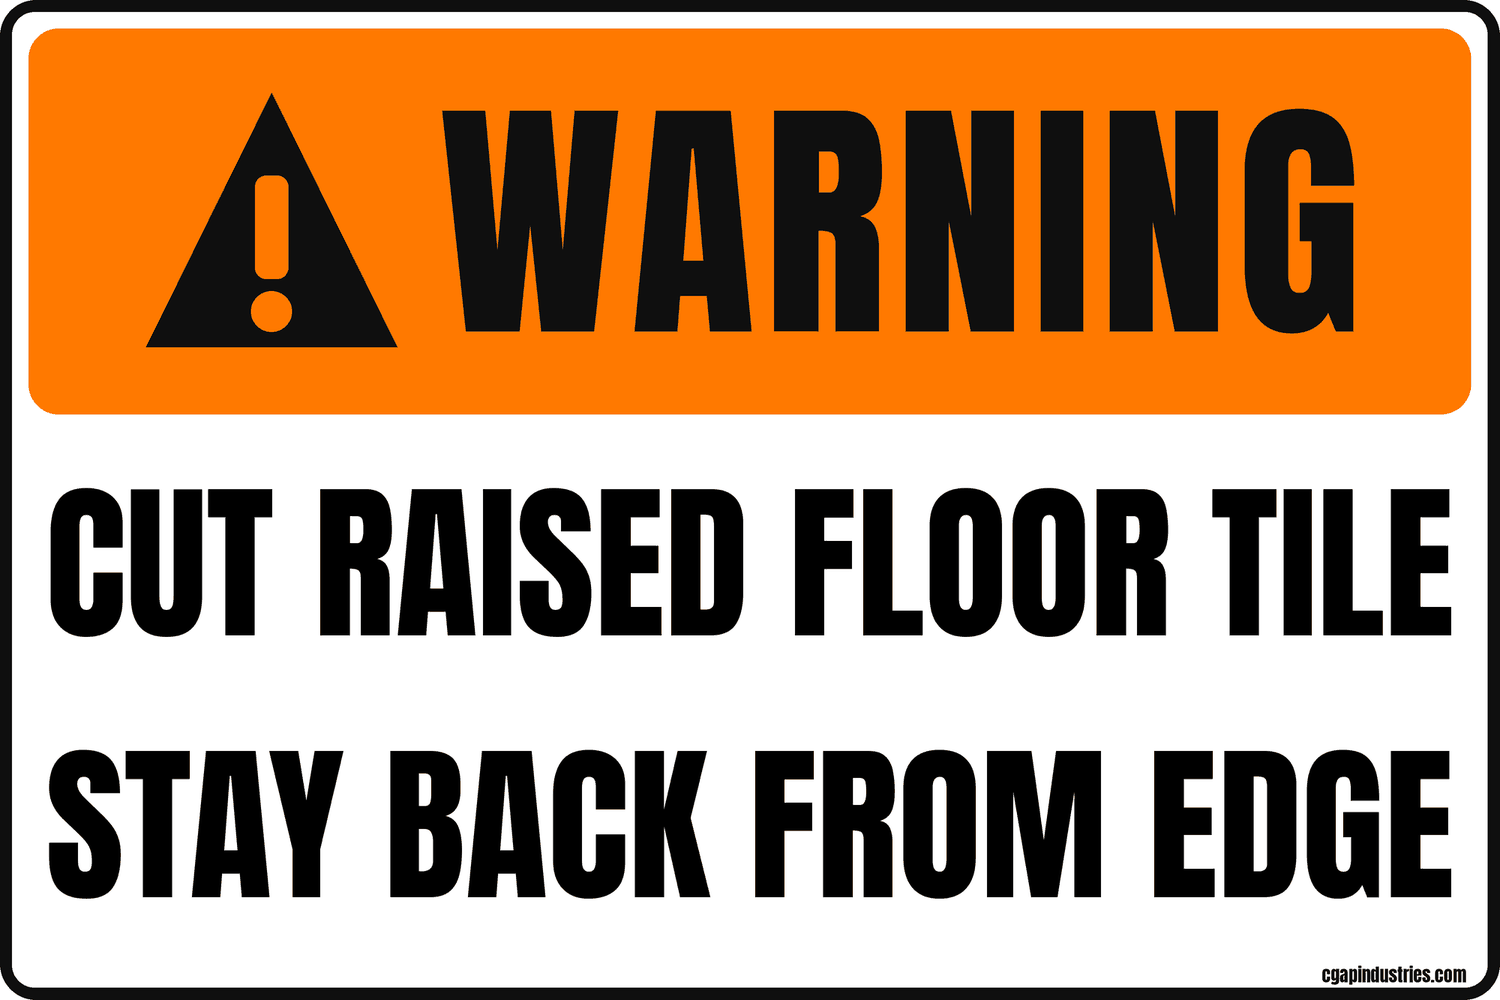 WARNING
CUT RAISED FLOOR TILE
STAY BACK FROM EDGE
cgapindustries.com